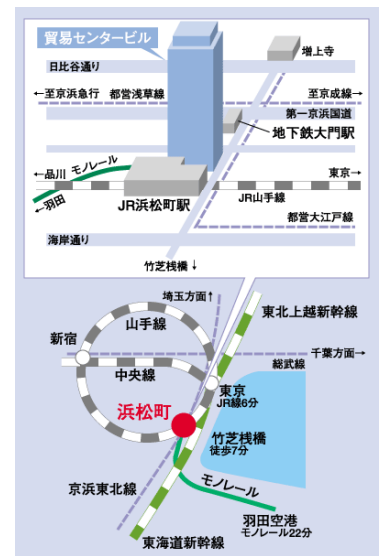 貿易センタービル
増上寺
日比谷通り
←至京浜急行
都営浅草線
至京成線→
第一京浜国道
地下鉄大門駅
←品川
モノレール
東京→
←羽田
JR浜松町駅
JR山手線
都営大江戸線
海岸通り
竹芝桟橋↓
埼玉方面↑
東北上越新幹線
山手線
新宿
千葉方面→
総武線
中央線
東京
JR線6分
浜松町
竹芝桟橋
徒歩7分
京浜東北線
モノレール
羽田空港
モノレール22分
東海道新幹線